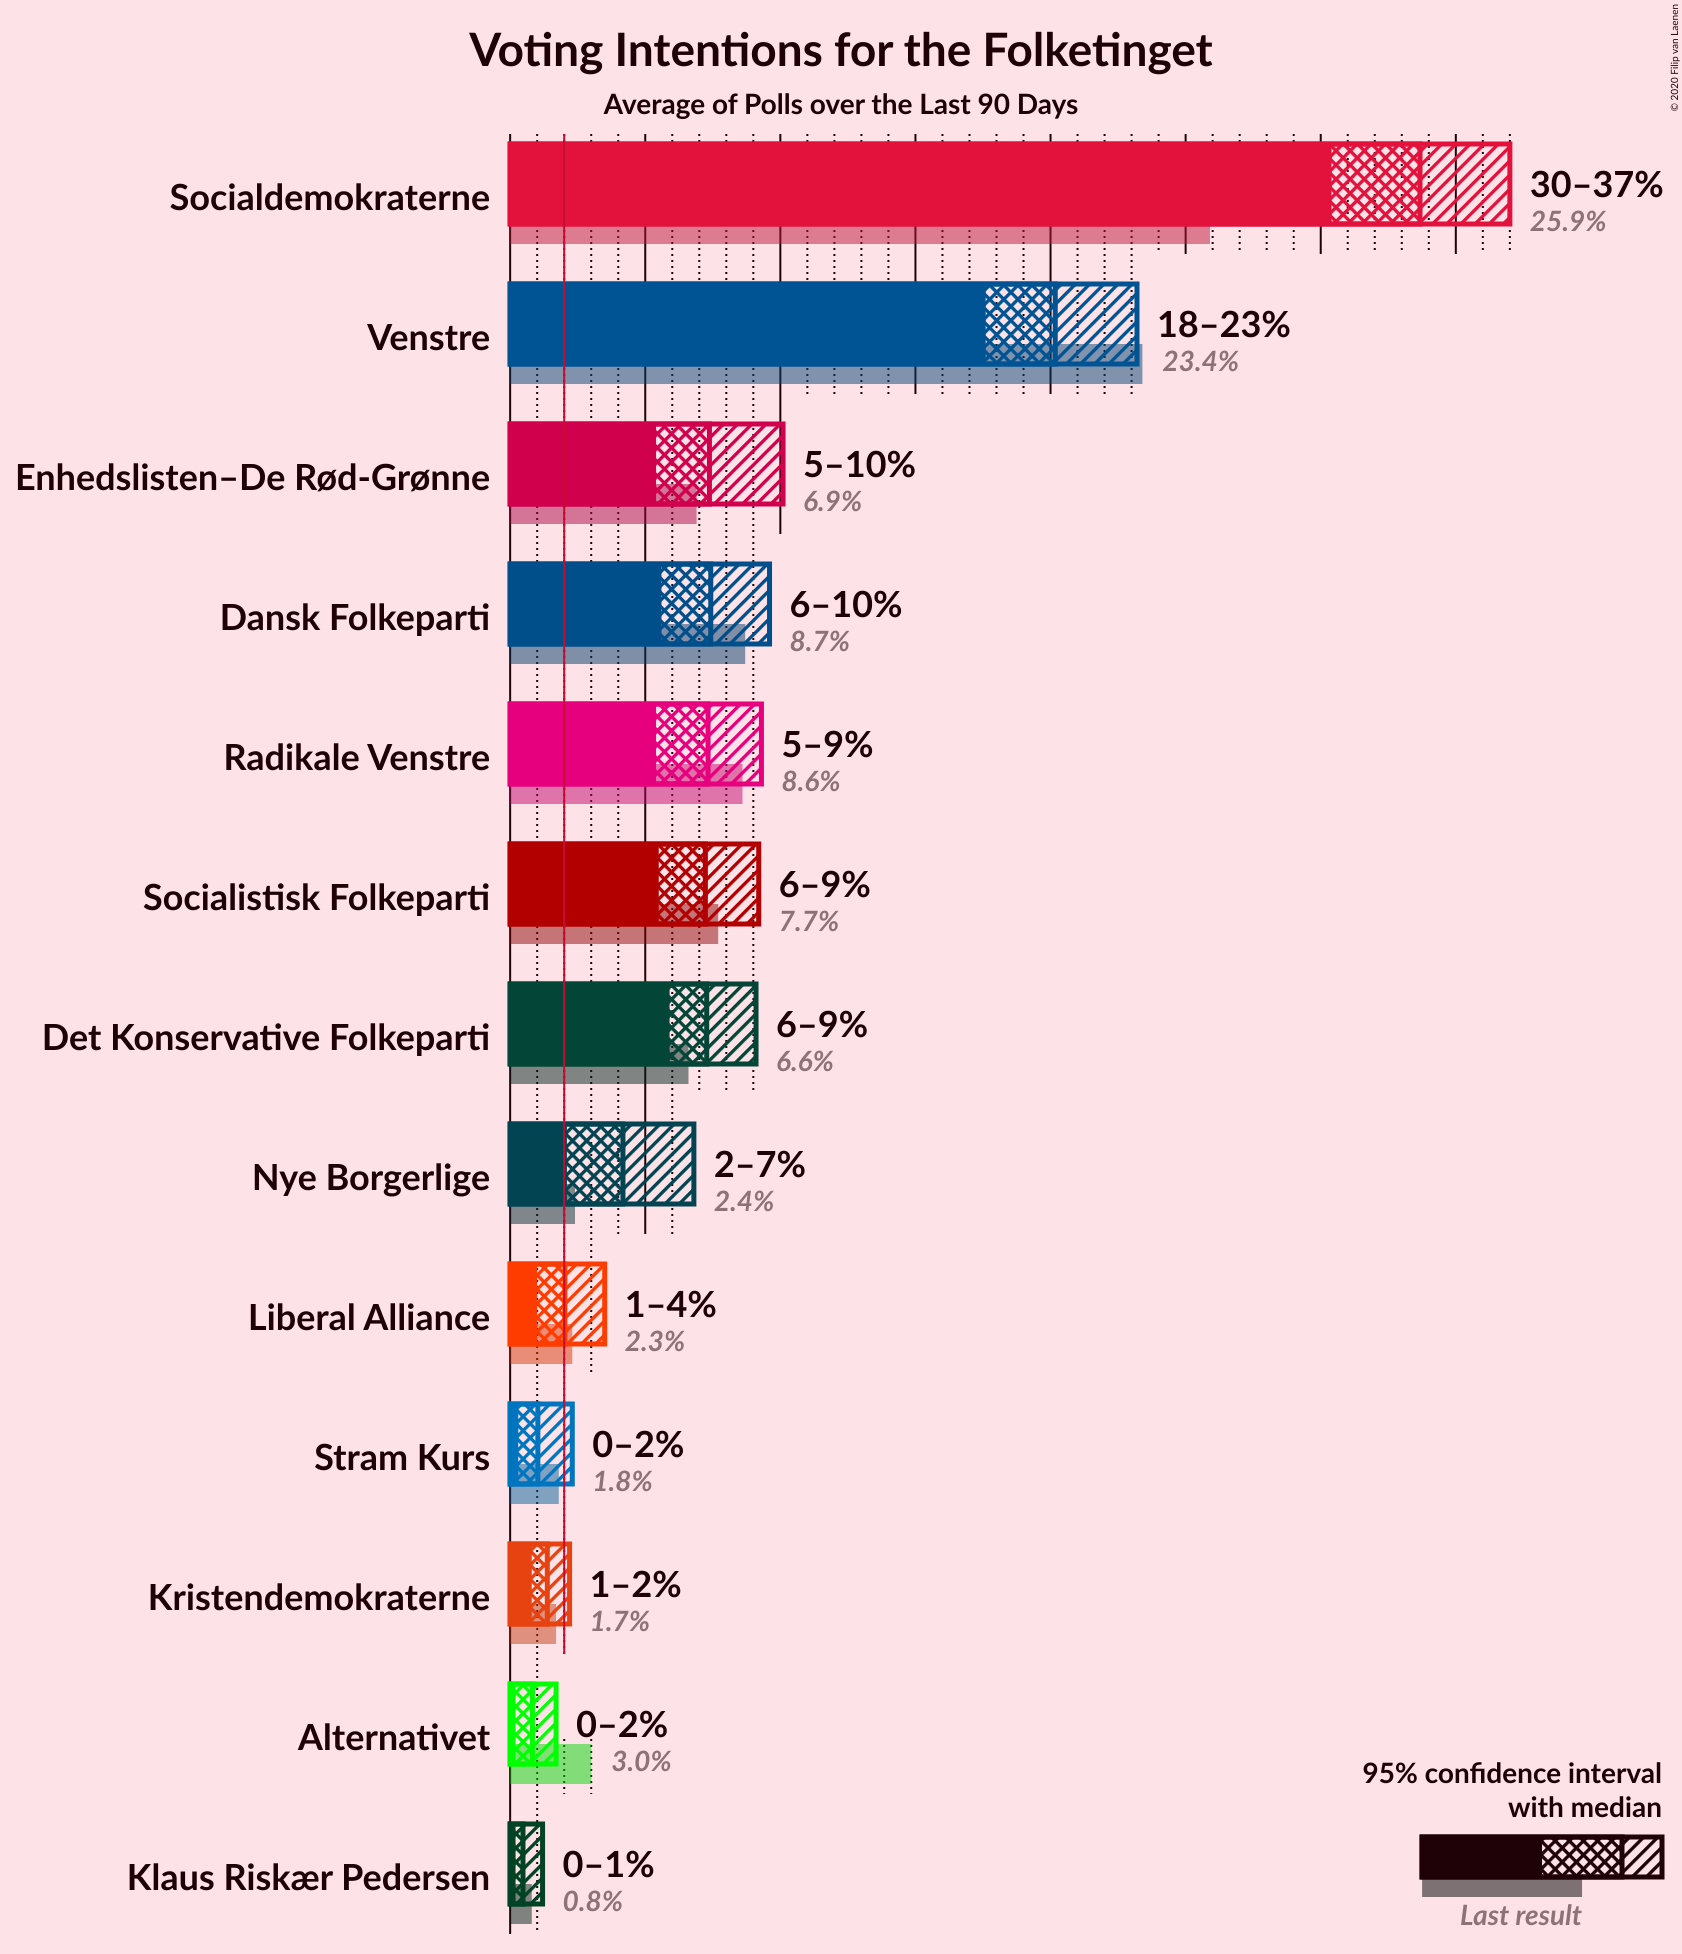 Voting Intentions for the Folketinget
Average of Polls over the Last 90 Days
© 2020 Filip van Laenen
Socialdemokraterne
30–37%
25.9%
Venstre
18–23%
23.4%
Enhedslisten–De Rød-Grønne
5–10%
6.9%
Dansk Folkeparti
6–10%
8.7%
Radikale Venstre
5–9%
8.6%
Socialistisk Folkeparti
6–9%
7.7%
Det Konservative Folkeparti
6–9%
6.6%
Nye Borgerlige
2–7%
2.4%
Liberal Alliance
1–4%
2.3%
Stram Kurs
0–2%
1.8%
Kristendemokraterne
1–2%
1.7%
Alternativet
0–2%
3.0%
Klaus Riskær Pedersen
0–1%
0.8%
95% confidence interval
with median
Last result